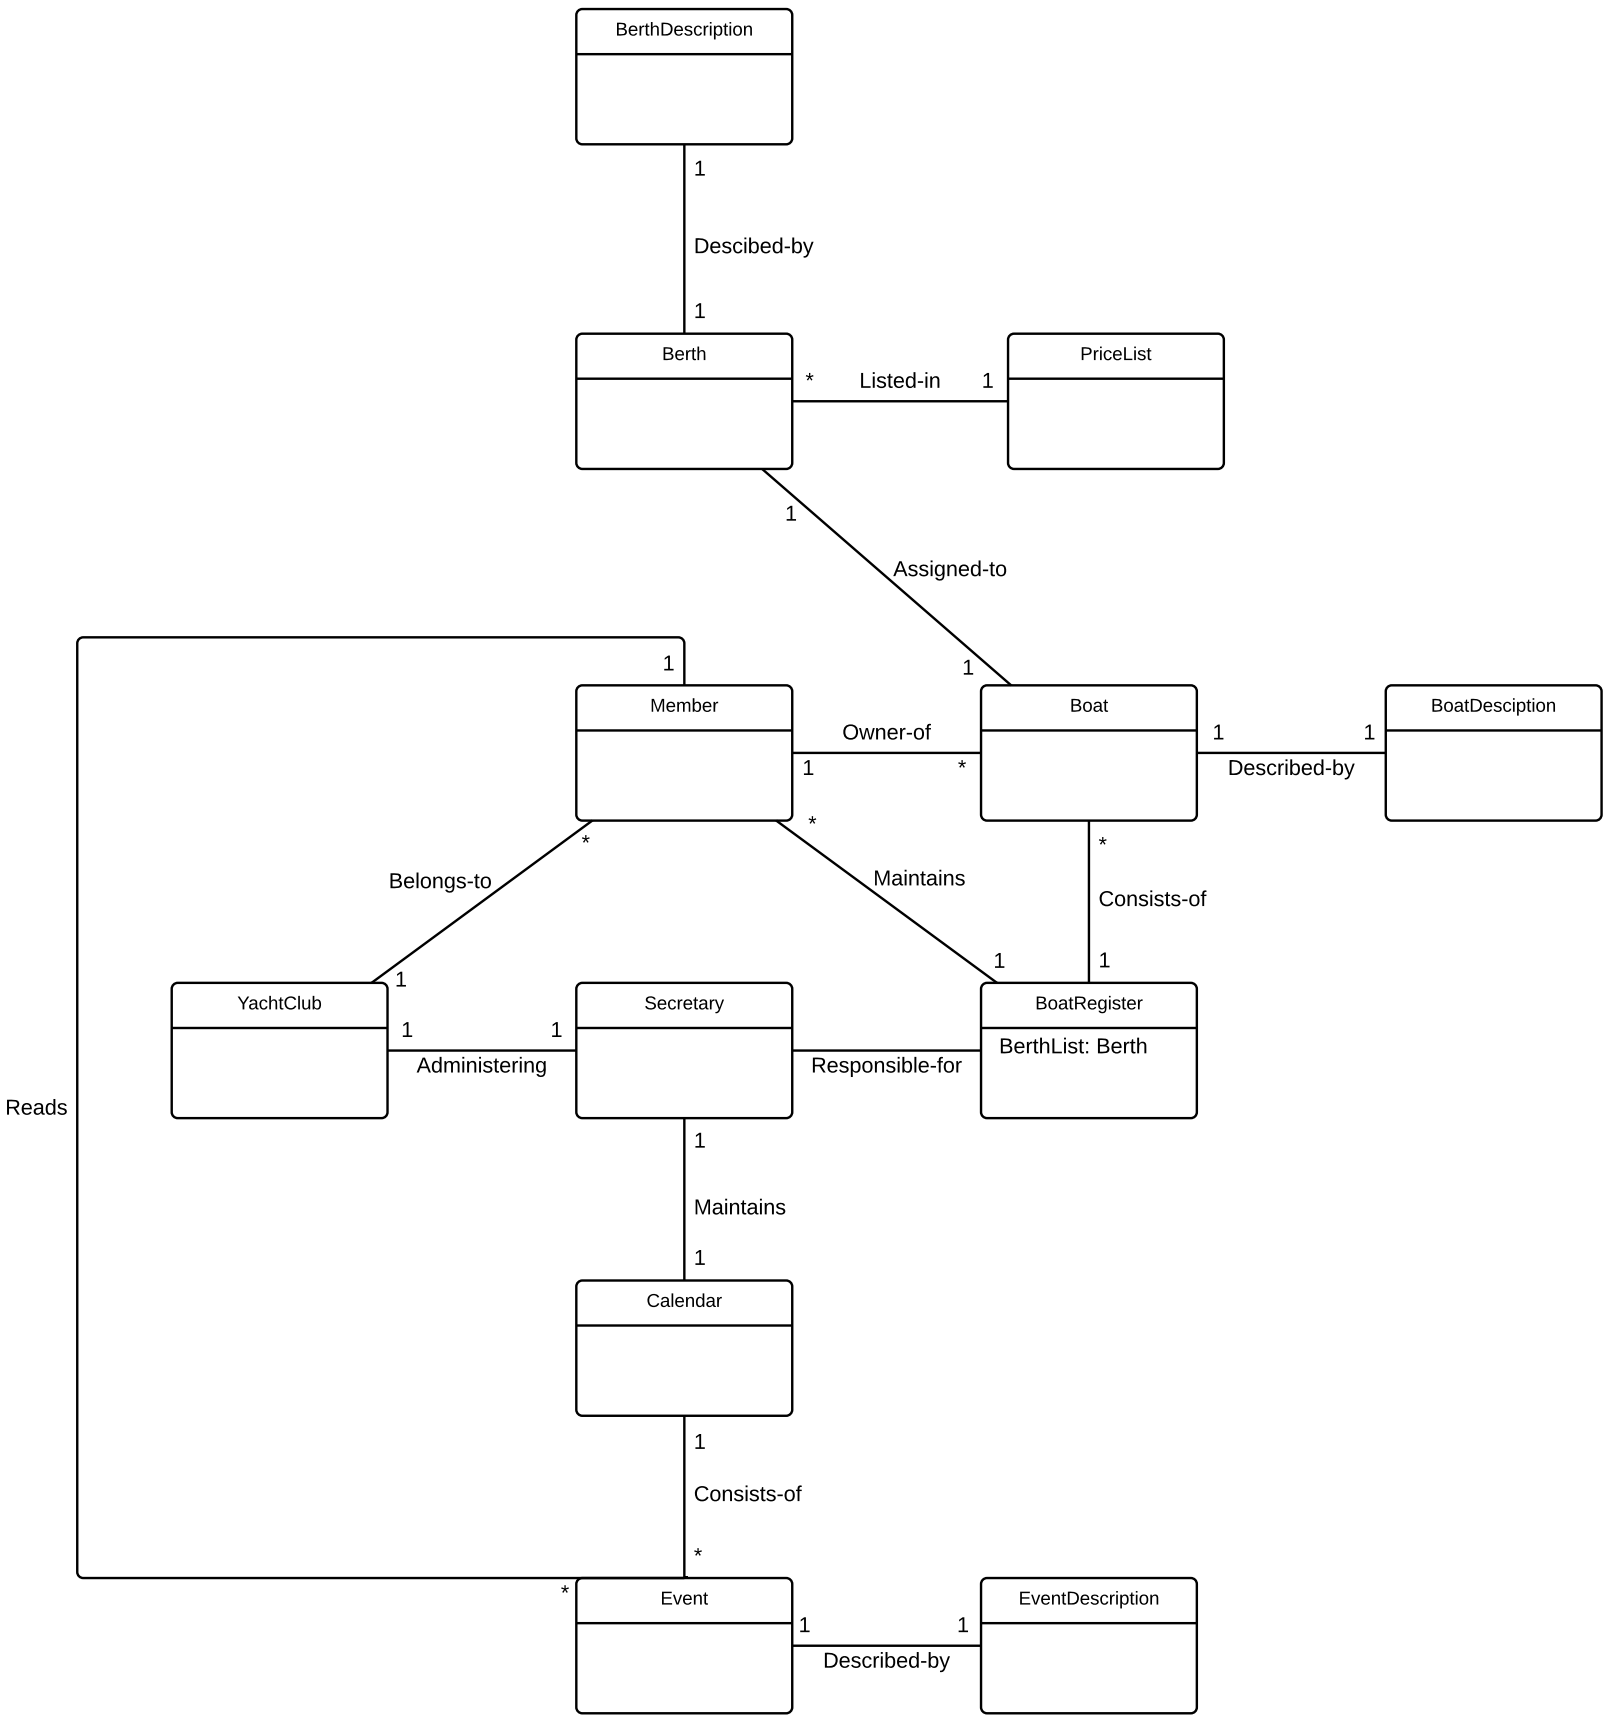 BerthDescription
1
Descibed-by
1
Berth
PriceList
* Listed-in 1
1
Assigned-to
1
1
Member
Boat
BoatDesciption
Owner-of
1 *
1 1
Described-by
*
*
*
Belongs-to
Maintains
Consists-of
1
1
1
YachtClub
Secretary
BoatRegister
1 1
Administering
Responsible-for
BerthList: Berth
Reads
1
Maintains
1
Calendar
1
Consists-of
*
*
Event
EventDescription
1 1
Described-by